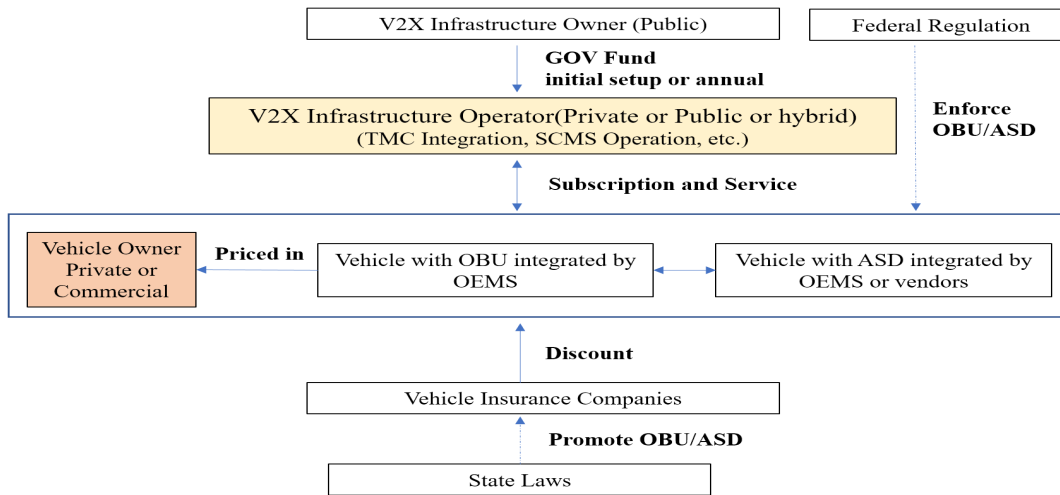 V2X Infrastructure Owner (Public)
Federal Regulation
GOV Fund
initial setup or annual
V2X Infrastructure Operator(Private or Public or hybrid)
(TMC Integration, SCMS Operation, etc.)
Enforce
OBU/ASD
Subscription and Service
Vehicle Owner
Private or
Commercial
Priced in
Vehicle with OBU integrated by
OEMS
Vehicle with ASD integrated by
OEMS or vendors
Discount
Vehicle Insurance Companies
Promote OBU/ASD
State Laws